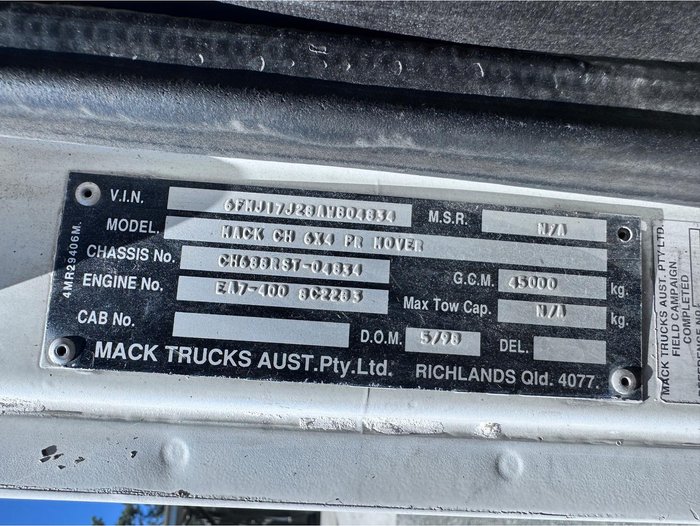 V.I.N. 6FMJ17J28AWB04834 M.S.R. N/A
MODEL. MACK CH 6X4 PR MOVER
CHASSIS No. CH688RST-04834 G.C.M. 45000 kg.
ENGINE No. EA7-400 8C2283 Max Tow Cap. N/A kg.
CAB No. D.O.M. 5/98 DEL.
MACK TRUCKS AUST.Pty.Ltd. RICHLANDS Qld. 4077.
4MR29406M.
MACK TRUCKS AUST. PTY LTD.
FIELD CAMPAIGN
COMPLETED